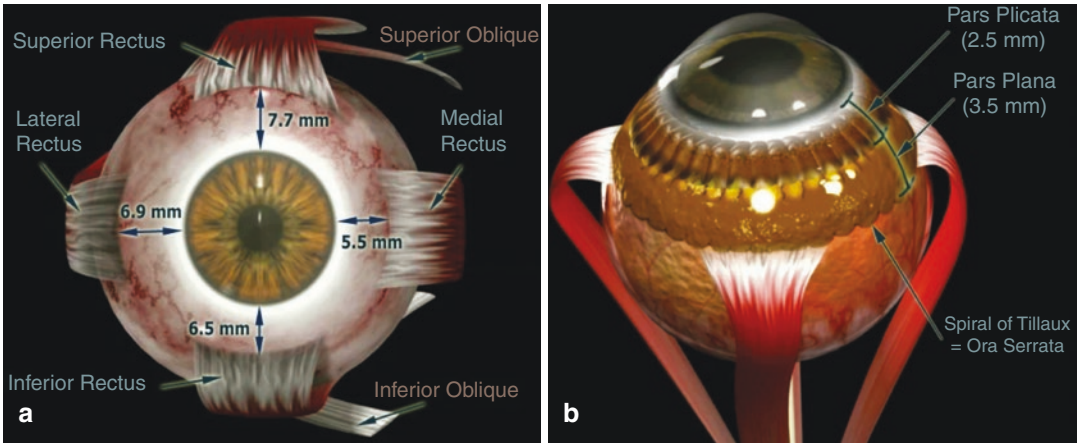 Superior Rectus
Superior Oblique
7.7 mm
Lateral
Rectus
Medial
Rectus
6.9 mm
5.5 mm
6.5 mm
Inferior Rectus
Inferior Oblique
a
Pars Plicata
(2.5 mm)
Pars Plana
(3.5 mm)
Spiral of Tillaux
= Ora Serrata
b